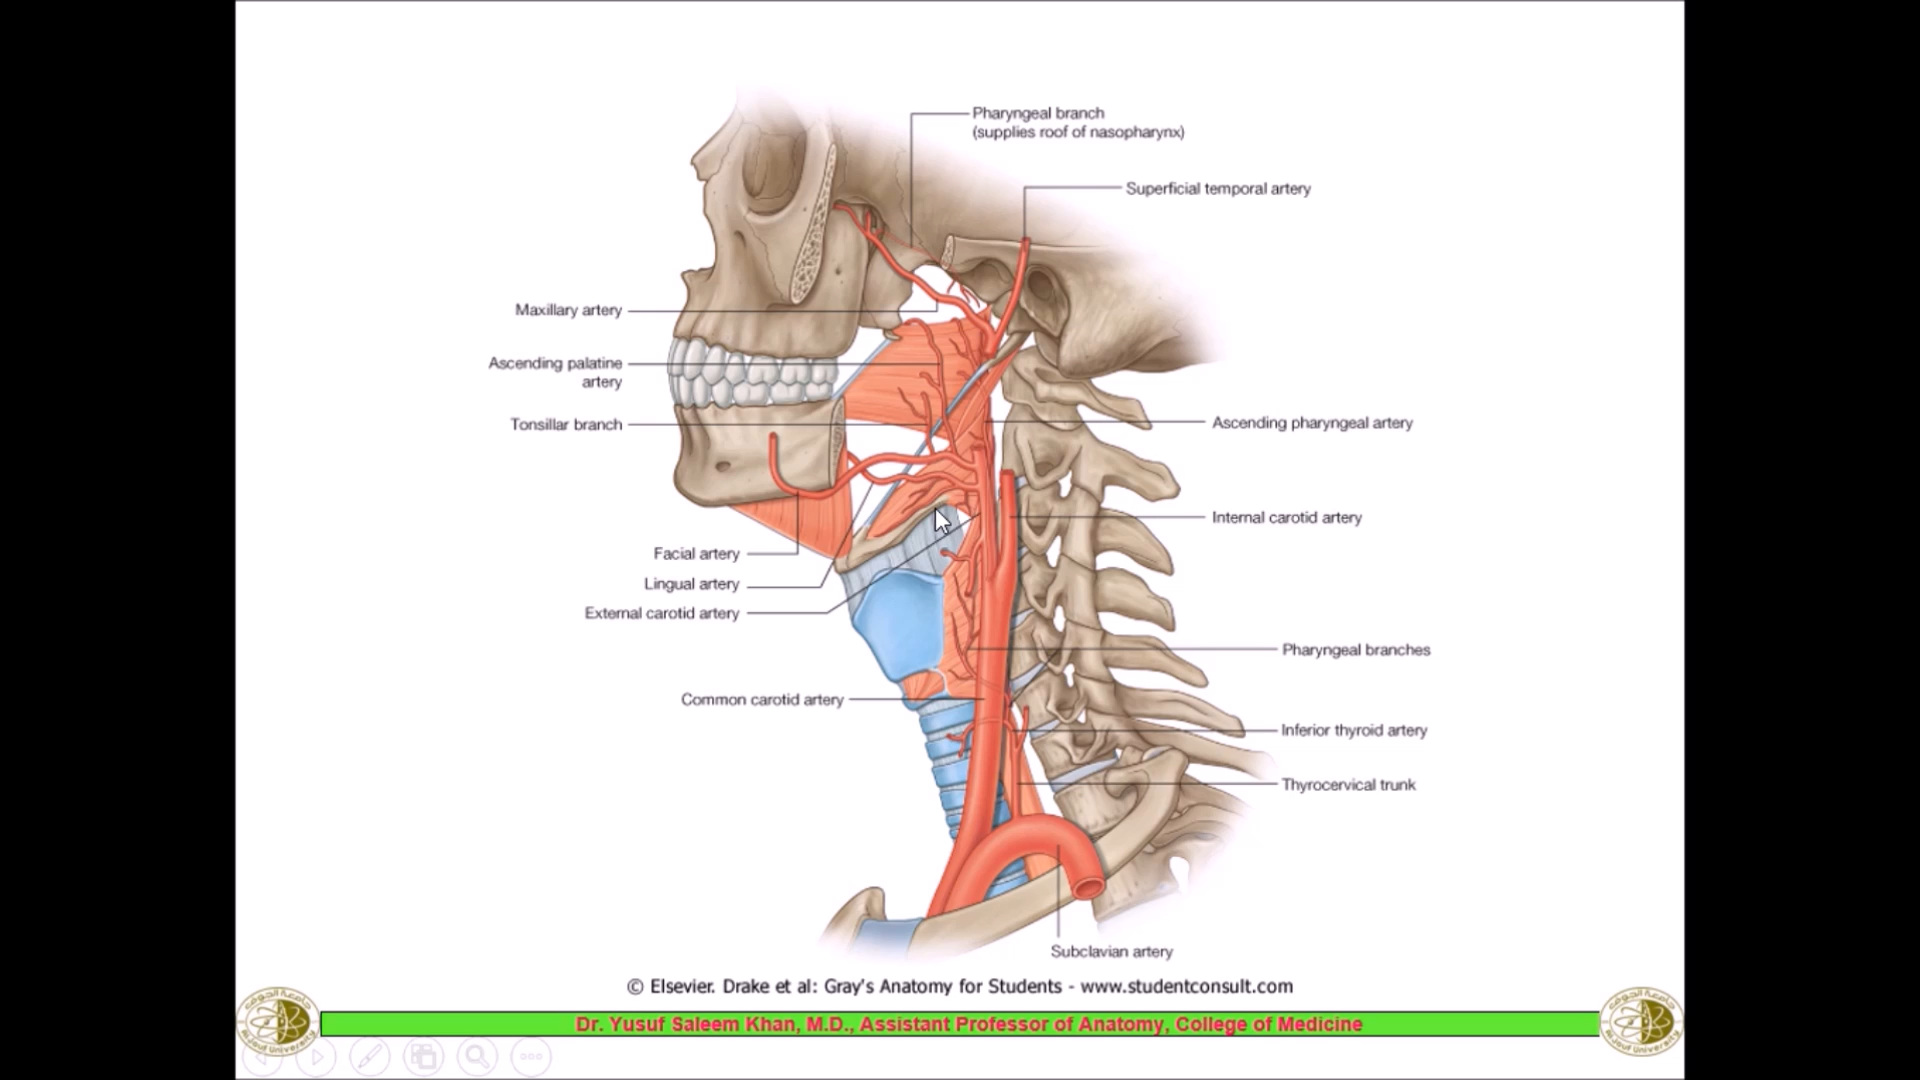 Pharyngeal branch
(supplies roof of nasopharynx)
Superficial temporal artery
Maxillary artery
Ascending palatine
artery
Tonsillar branch
Ascending pharyngeal artery
Internal carotid artery
Facial artery
Lingual artery
External carotid artery
Pharyngeal branches
Common carotid artery
Inferior thyroid artery
Thyrocervical trunk
Subclavian artery
© Elsevier. Drake et al: Gray's Anatomy for Students - www.studentconsult.com
Dr. Yusuf Saleem Khan, M.D., Assistant Professor of Anatomy, College of Medicine